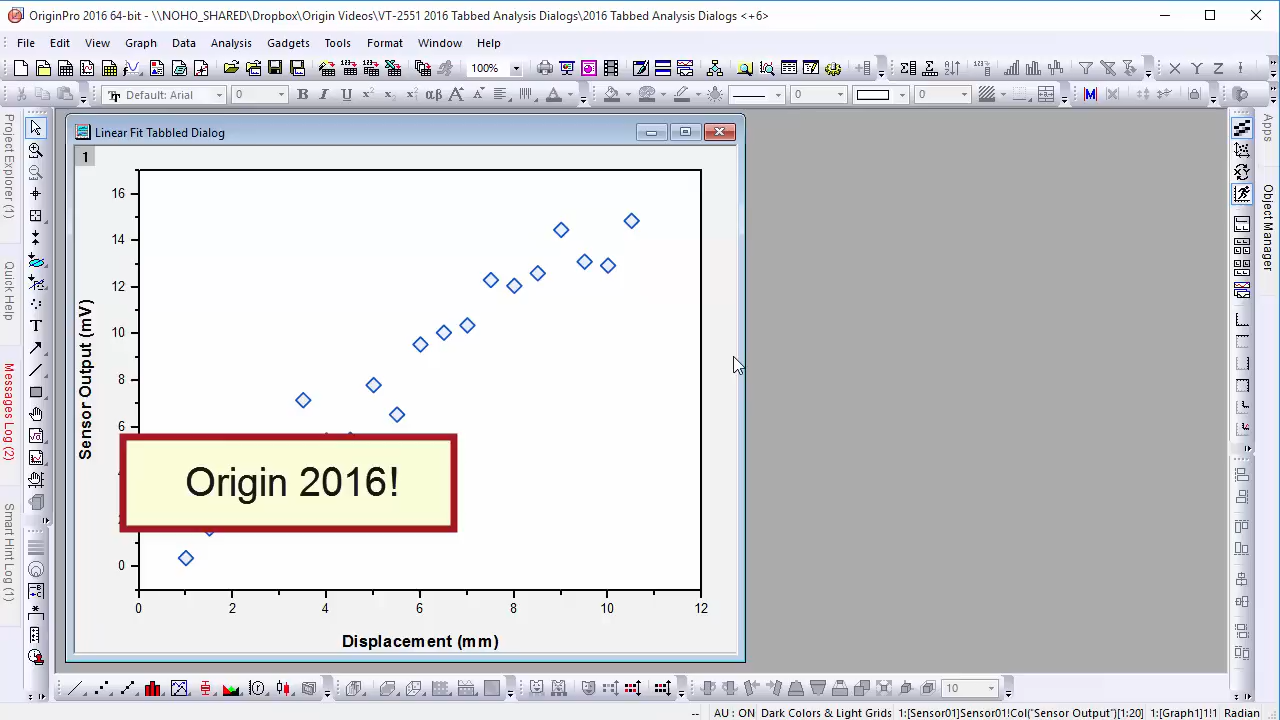 OriginPro 2016 64-bit - \\NOHO_SHARED\Dropbox\Origin Videos\VT-2551 2016 Tabbed Analysis Dialogs\2016 Tabbed Analysis Dialogs <+6>
File Edit View Graph Data Analysis Gadgets Tools Format Window Help
100%
Default: Arial 0 B I U αβ A A A 0 0 M
Project Explorer (1)
Quick Help
Messages Log (2)
Smart Hint Log (1)
Apps
Object Manager
Linear Fit Tabbled Dialog
1
16
14
12
10
8
6
0
0 2 4 6 8 10 12
Sensor Output (mV)
Displacement (mm)
Origin 2016!
10
-- AU : ON Dark Colors & Light Grids 1:[Sensor01]Sensor01!Col("Sensor Output")[1:20] 1:[Graph1]1!1 Radian